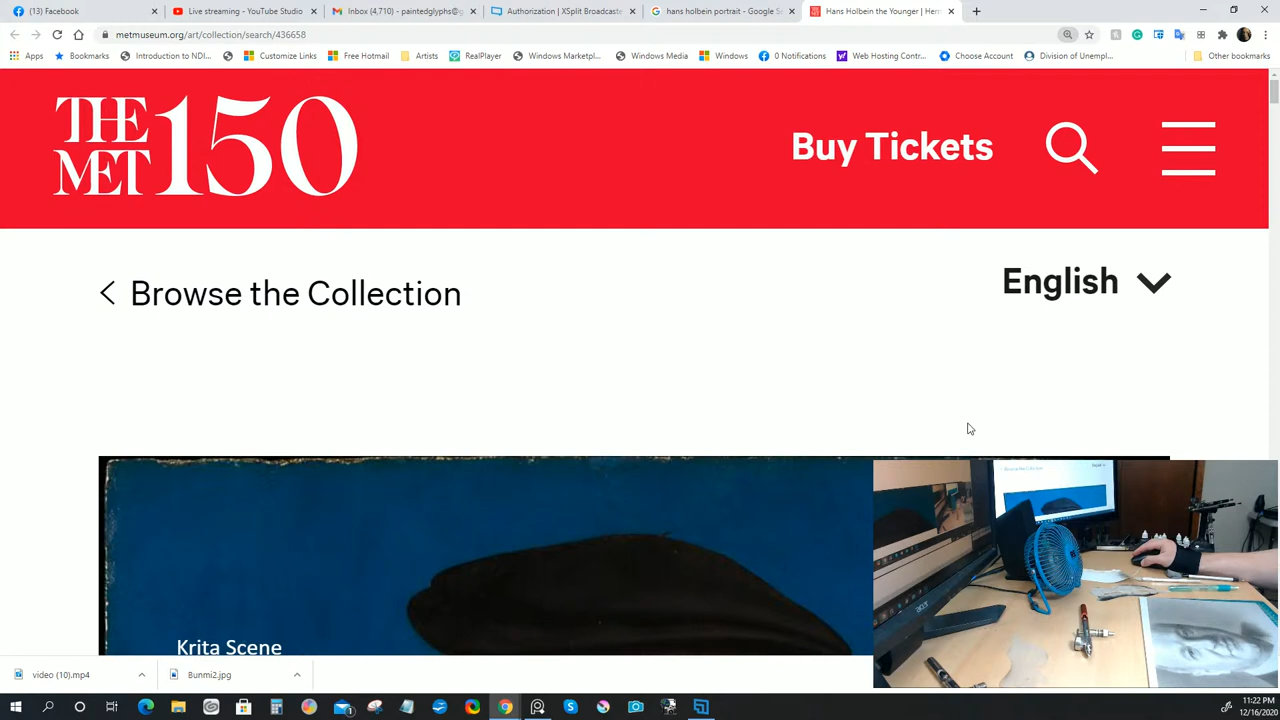 (13) Facebook
Live streaming - YouTube Studio
Inbox (4,710) - paintedglyphs@g
Authorization | XSplit Broadcaste
hans holbein portrait - Google Se
Hans Holbein the Younger | Herm
metmuseum.org/art/collection/search/436658
Apps
Bookmarks
Introduction to NDI...
Customize Links
Free Hotmail
Artists
RealPlayer
Windows Marketpl...
Windows Media
Windows
0 Notifications
Web Hosting Contr...
Choose Account
Division of Unempl...
Other bookmarks
THE
MET
150
Buy Tickets
Browse the Collection
English
Krita Scene
video (10).mp4
Bunmi2.jpg
11:22 PM
12/16/2020